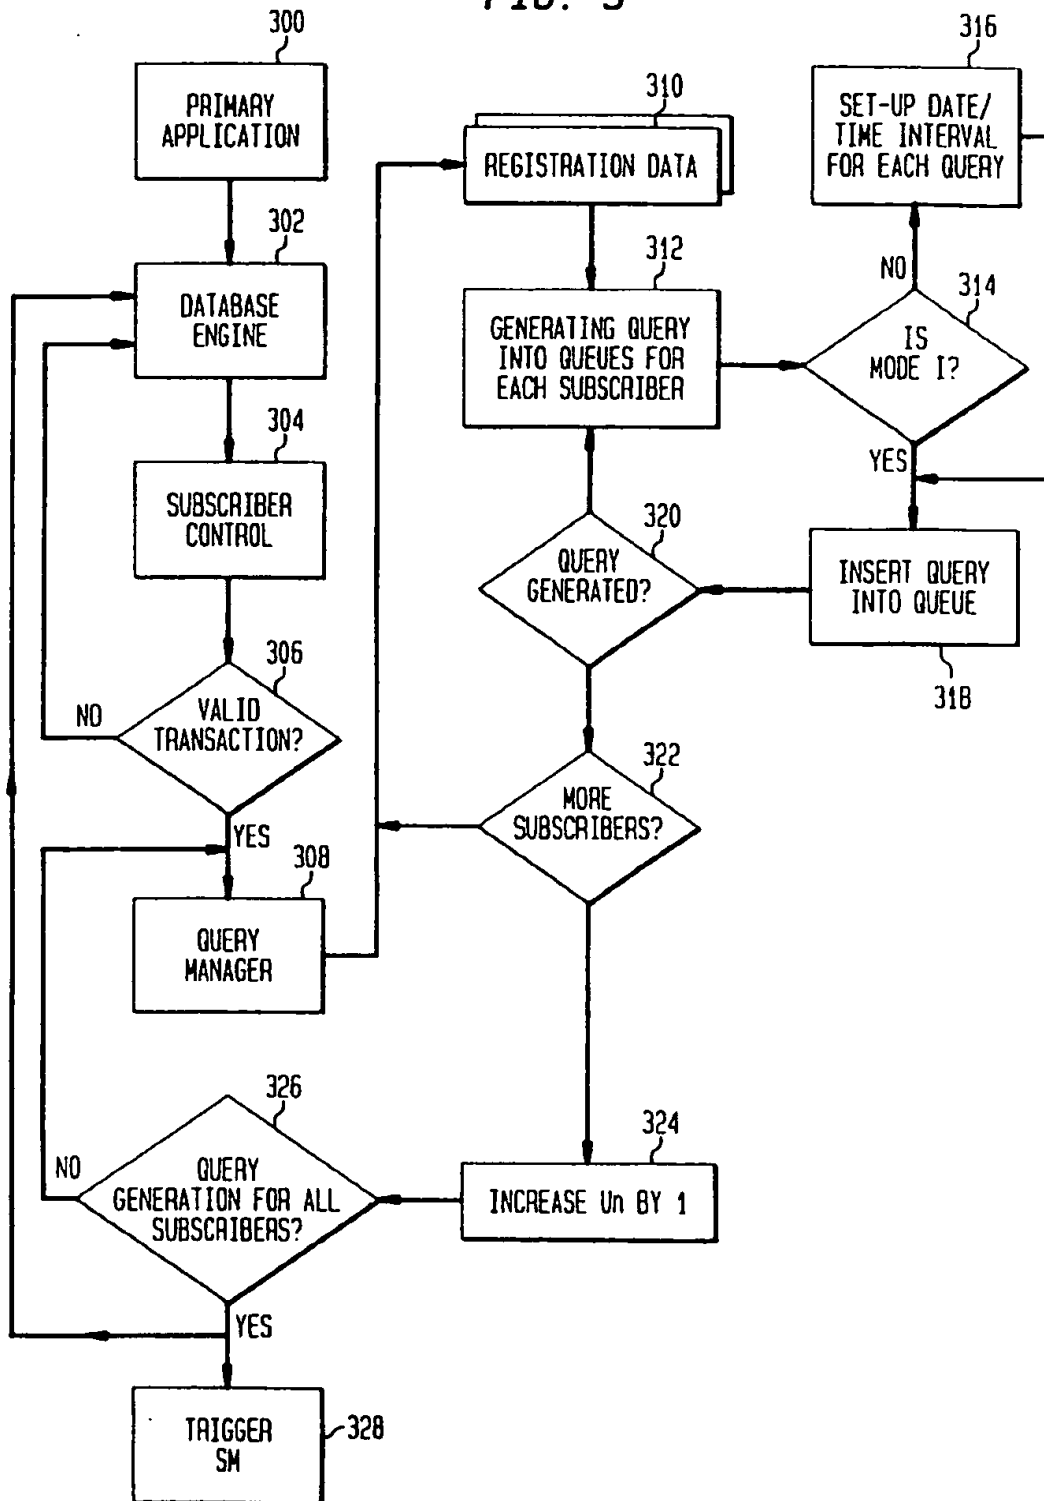 FIG. 3
300
PRIMARY
APPLICATION
302
DATABASE
ENGINE
304
SUBSCRIBER
CONTROL
306
VALID
TRANSACTION?
NO
YES
308
QUERY
MANAGER
310
REGISTRATION DATA
312
GENERATING QUERY
INTO QUEUES FOR
EACH SUBSCRIBER
314
IS
MODE I?
NO
YES
316
SET-UP DATE/
TIME INTERVAL
FOR EACH QUERY
318
INSERT QUERY
INTO QUEUE
320
QUERY
GENERATED?
322
MORE
SUBSCRIBERS?
324
INCREASE Un BY 1
326
QUERY
GENERATION FOR ALL
SUBSCRIBERS?
NO
YES
TRIGGER
SM
328